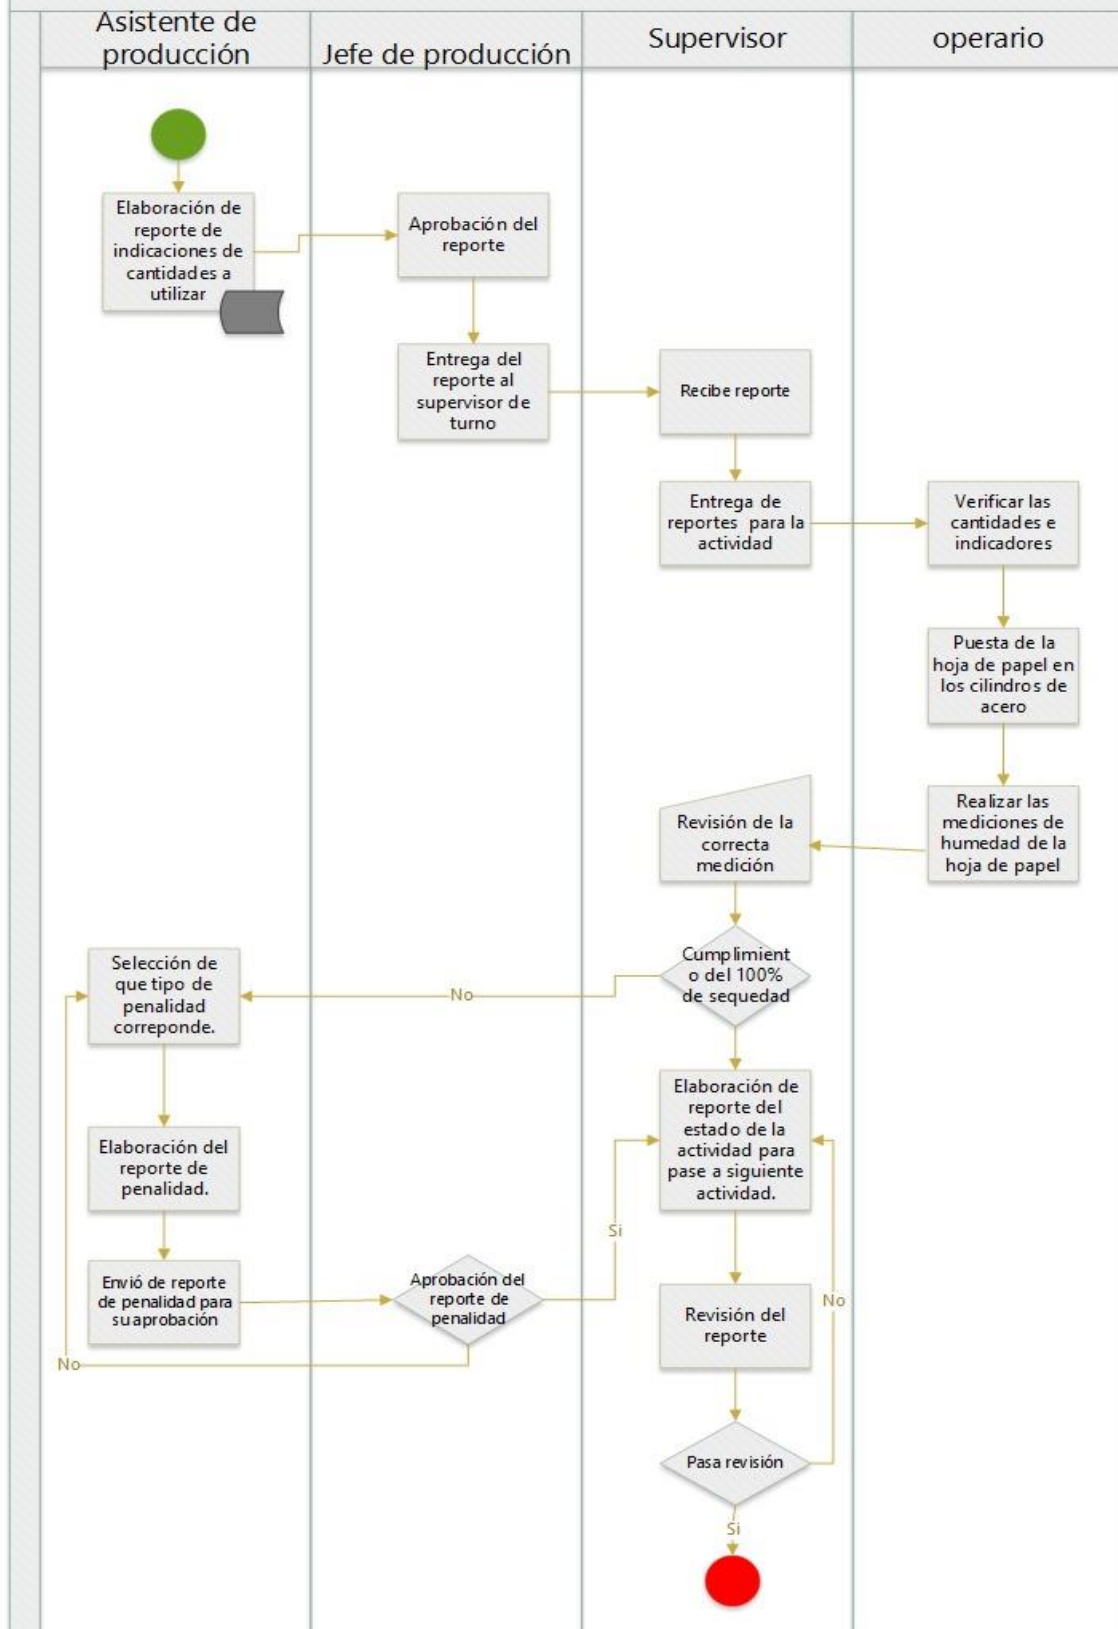 Asistente de
producción
Jefe de producción
Supervisor
operario
Elaboración de
reporte de
indicaciones de
cantidades a
utilizar
Aprobación del
reporte
Entrega del
reporte al
supervisor de
turno
Recibe reporte
Entrega de
reportes para la
actividad
Verificar las
cantidades e
indicadores
Puesta de la
hoja de papel en
los cilindros de
acero
Realizar las
mediciones de
humedad de la
hoja de papel
Revisión de la
correcta
medición
Cumplimient
o del 100%
de sequedad
No
Selección de
que tipo de
penalidad
correponde.
Elaboración del
reporte de
penalidad.
Envió de reporte
de penalidad para
su aprobación
Aprobación del
reporte de
penalidad
No
Si
Elaboración de
reporte del
estado de la
actividad para
pase a siguiente
actividad.
Revisión del
reporte
No
Pasa revisión
Si